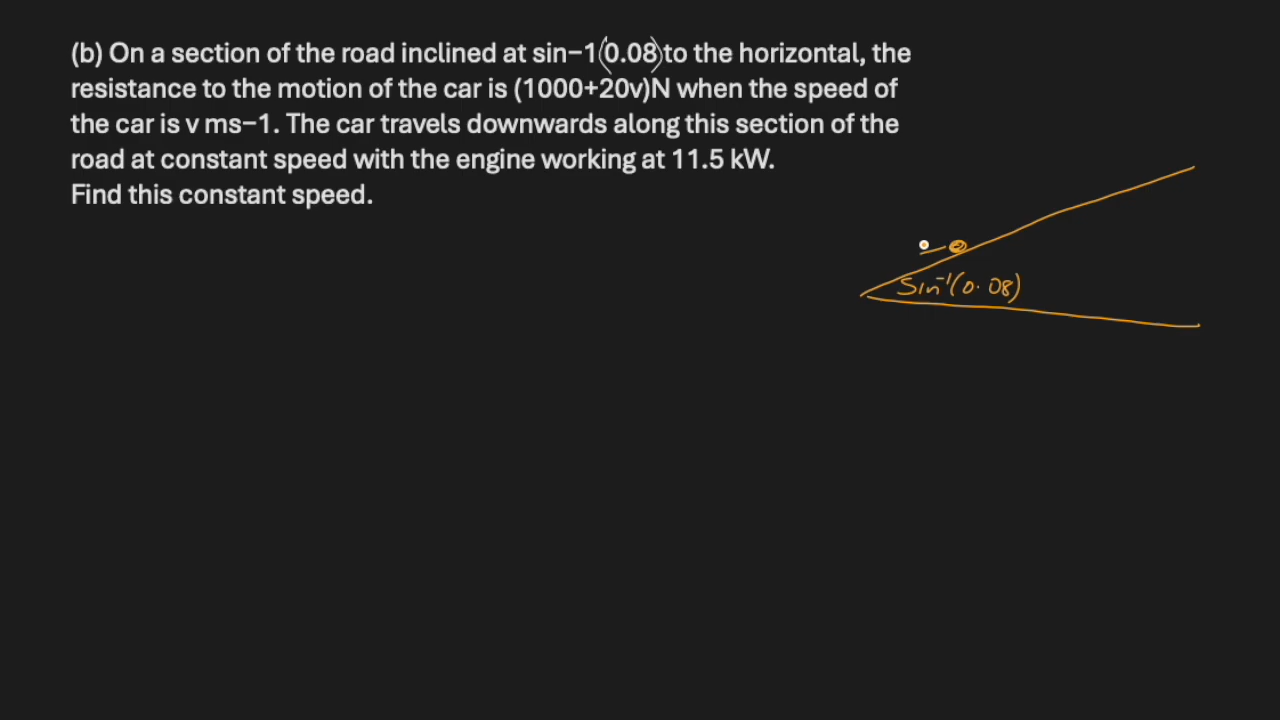 (b) On a section of the road inclined at sin−1(0.08)to the horizontal, the
resistance to the motion of the car is (1000+20v)N when the speed of
the car is v ms−1. The car travels downwards along this section of the
road at constant speed with the engine working at 11.5 kW.
Find this constant speed.
Sin⁻¹(0.08)